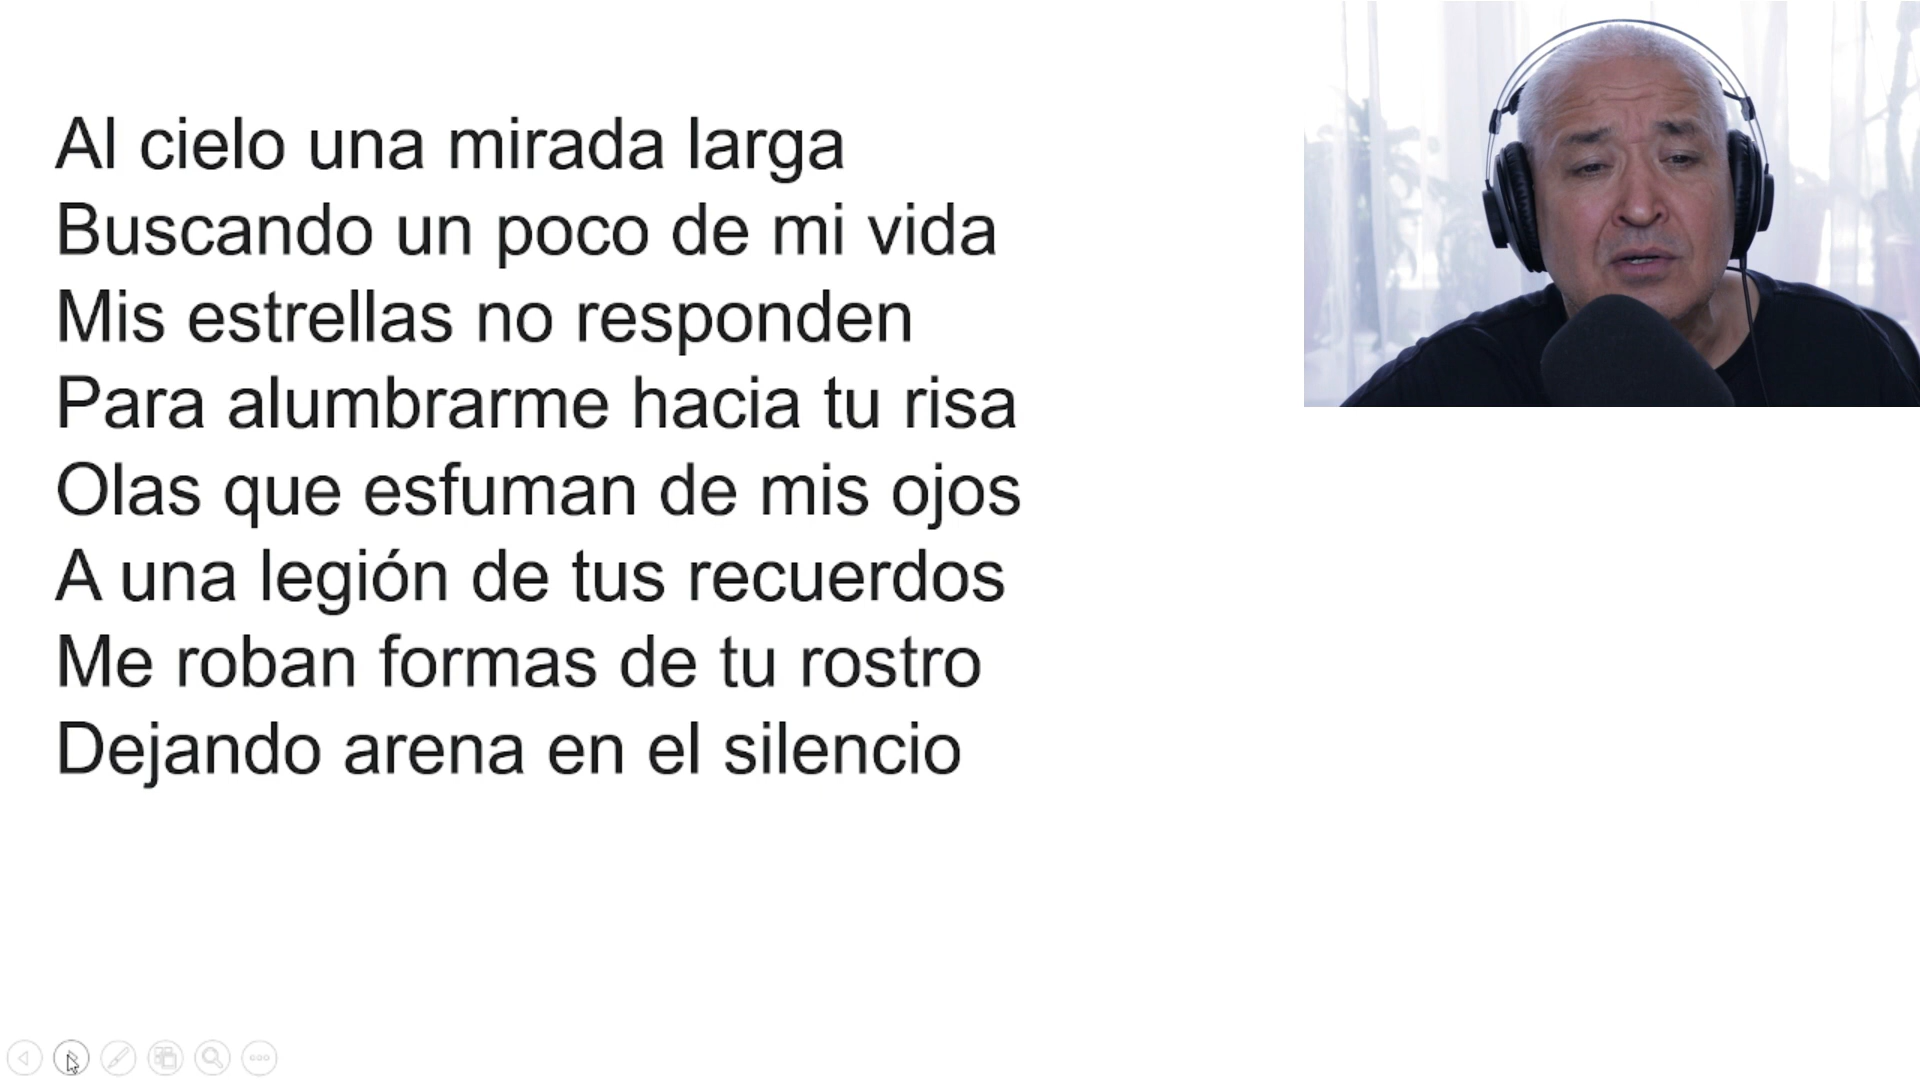 Al cielo una mirada larga
Buscando un poco de mi vida
Mis estrellas no responden
Para alumbrarme hacia tu risa
Olas que esfuman de mis ojos
A una legión de tus recuerdos
Me roban formas de tu rostro
Dejando arena en el silencio